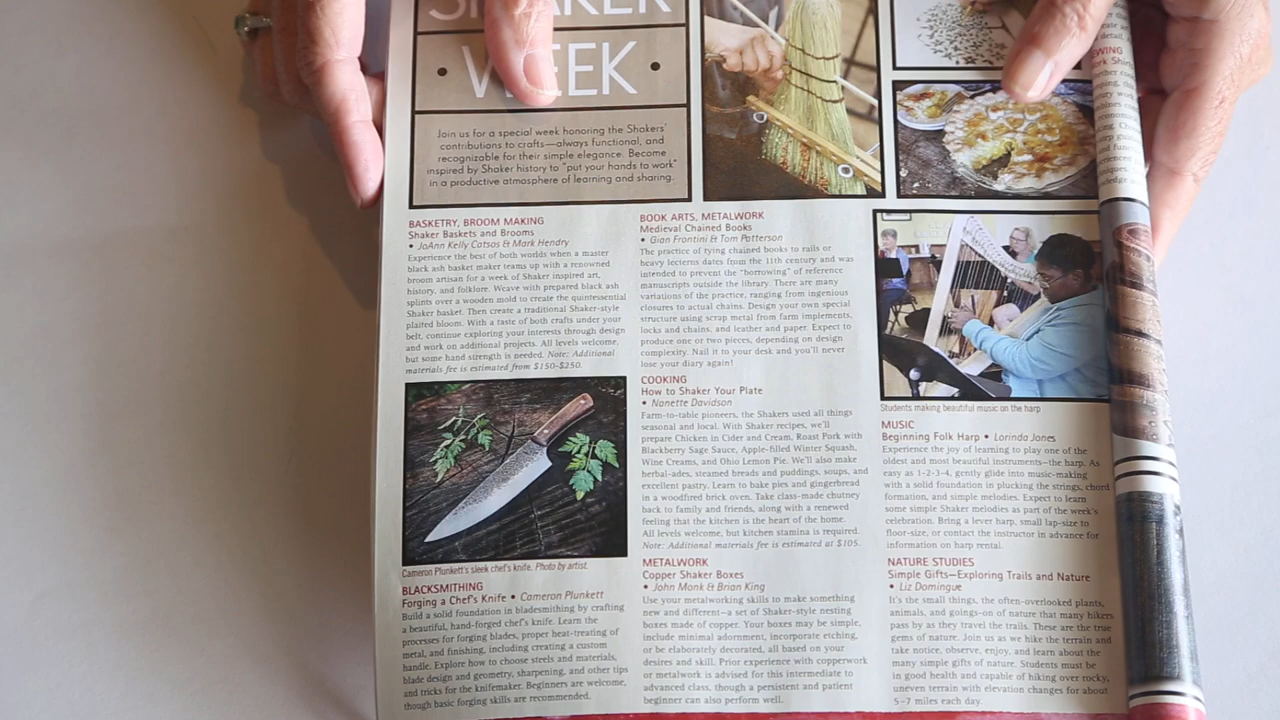 SHAKER
• WEEK •
Join us for a special week honoring the Shakers'
contributions to crafts—always functional, and
recognizable for their simple elegance. Become
inspired by Shaker history to "put your hands to work"
in a productive atmosphere of learning and sharing.
BASKETRY, BROOM MAKING
Shaker Baskets and Brooms
• JoAnn Kelly Catsos & Mark Hendry
Experience the best of both worlds when a master
black ash basket maker teams up with a renowned
broom artisan for a week of Shaker inspired art,
history, and folklore. Weave with prepared black ash
splints over a wooden mold to create the quintessential
Shaker basket. Then create a traditional Shaker-style
plaited broom. With a taste of both crafts under your
belt, continue exploring your interests through design
and work on additional projects. All levels welcome,
but some hand strength is needed. Note: Additional
materials fee is estimated from $150-$250.
Cameron Plunkett's sleek chef's knife. Photo by artist.
BLACKSMITHING
Forging a Chef's Knife • Cameron Plunkett
Build a solid foundation in bladesmithing by crafting
a beautiful, hand-forged chef's knife. Learn the
processes for forging blades, proper heat-treating of
metal, and finishing, including creating a custom
handle. Explore how to choose steels and materials,
blade design and geometry, sharpening, and other tips
and tricks for the knifemaker. Beginners are welcome,
though basic forging skills are recommended.
BOOK ARTS, METALWORK
Medieval Chained Books
• Gian Frontini & Tom Patterson
The practice of tying chained books to rails or
heavy lecterns dates from the 11th century and was
intended to prevent the "borrowing" of reference
manuscripts outside the library. There are many
variations of the practice, ranging from ingenious
closures to actual chains. Design your own special
structure using scrap metal from farm implements,
locks and chains, and leather and paper. Expect to
produce one or two pieces, depending on design
complexity. Nail it to your desk and you'll never
lose your diary again!
COOKING
How to Shaker Your Plate
• Nanette Davidson
Farm-to-table pioneers, the Shakers used all things
seasonal and local. With Shaker recipes, we'll
prepare Chicken in Cider and Cream, Roast Pork with
Blackberry Sage Sauce, Apple-filled Winter Squash,
Wine Creams, and Ohio Lemon Pie. We'll also make
herbal-ades, steamed breads and puddings, soups, and
excellent pastry. Learn to bake pies and gingerbread
in a woodfired brick oven. Take class-made chutney
back to family and friends, along with a renewed
feeling that the kitchen is the heart of the home.
All levels welcome, but kitchen stamina is required.
Note: Additional materials fee is estimated at $105.
METALWORK
Copper Shaker Boxes
• John Monk & Brian King
Use your metalworking skills to make something
new and different—a set of Shaker-style nesting
boxes made of copper. Your boxes may be simple,
include minimal adornment, incorporate etching,
or be elaborately decorated, all based on your
desires and skill. Prior experience with copperwork
or metalwork is advised for this intermediate to
advanced class, though a persistent and patient
beginner can also perform well.
Students making beautiful music on the harp
MUSIC
Beginning Folk Harp • Lorinda Jones
Experience the joy of learning to play one of the
oldest and most beautiful instruments—the harp. As
easy as 1-2-3-4, gently glide into music-making
with a solid foundation in plucking the strings, chord
formation, and simple melodies. Expect to learn
some simple Shaker melodies as part of the week's
celebration. Bring a lever harp, small lap-size to
floor-size, or contact the instructor in advance for
information on harp rental.
NATURE STUDIES
Simple Gifts—Exploring Trails and Nature
• Liz Domingue
It's the small things, the often-overlooked plants,
animals, and goings-on of nature that many hikers
pass by as they travel the trails. These are the true
gems of nature. Join us as we hike the terrain and
take notice, observe, enjoy, and learn about the
many simple gifts of nature. Students must be
in good health and capable of hiking over rocky,
uneven terrain with elevation changes for about
5–7 miles each day.